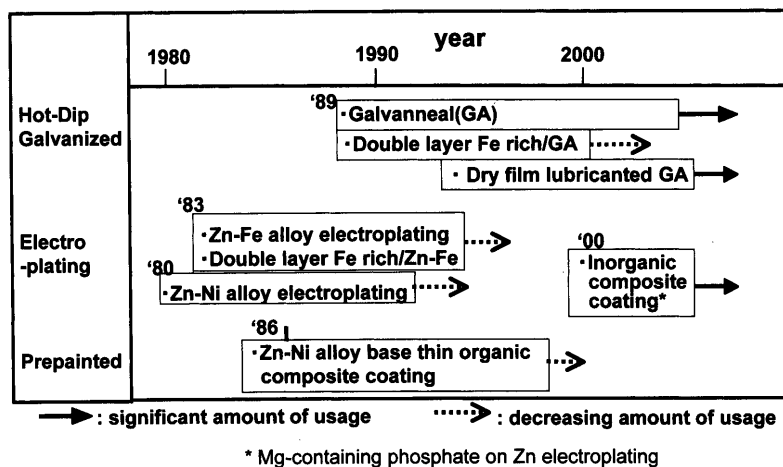 year
1980 1990 2000
Hot-Dip
Galvanized
'89
·Galvanneal(GA)
·Double layer Fe rich/GA
· Dry film lubricanted GA
Electro
-plating
'83
·Zn-Fe alloy electroplating
·Double layer Fe rich/Zn-Fe
'80
·Zn-Ni alloy electroplating
'00
·Inorganic
composite
coating*
Prepainted
'86
·Zn-Ni alloy base thin organic
composite coating
: significant amount of usage : decreasing amount of usage
* Mg-containing phosphate on Zn electroplating